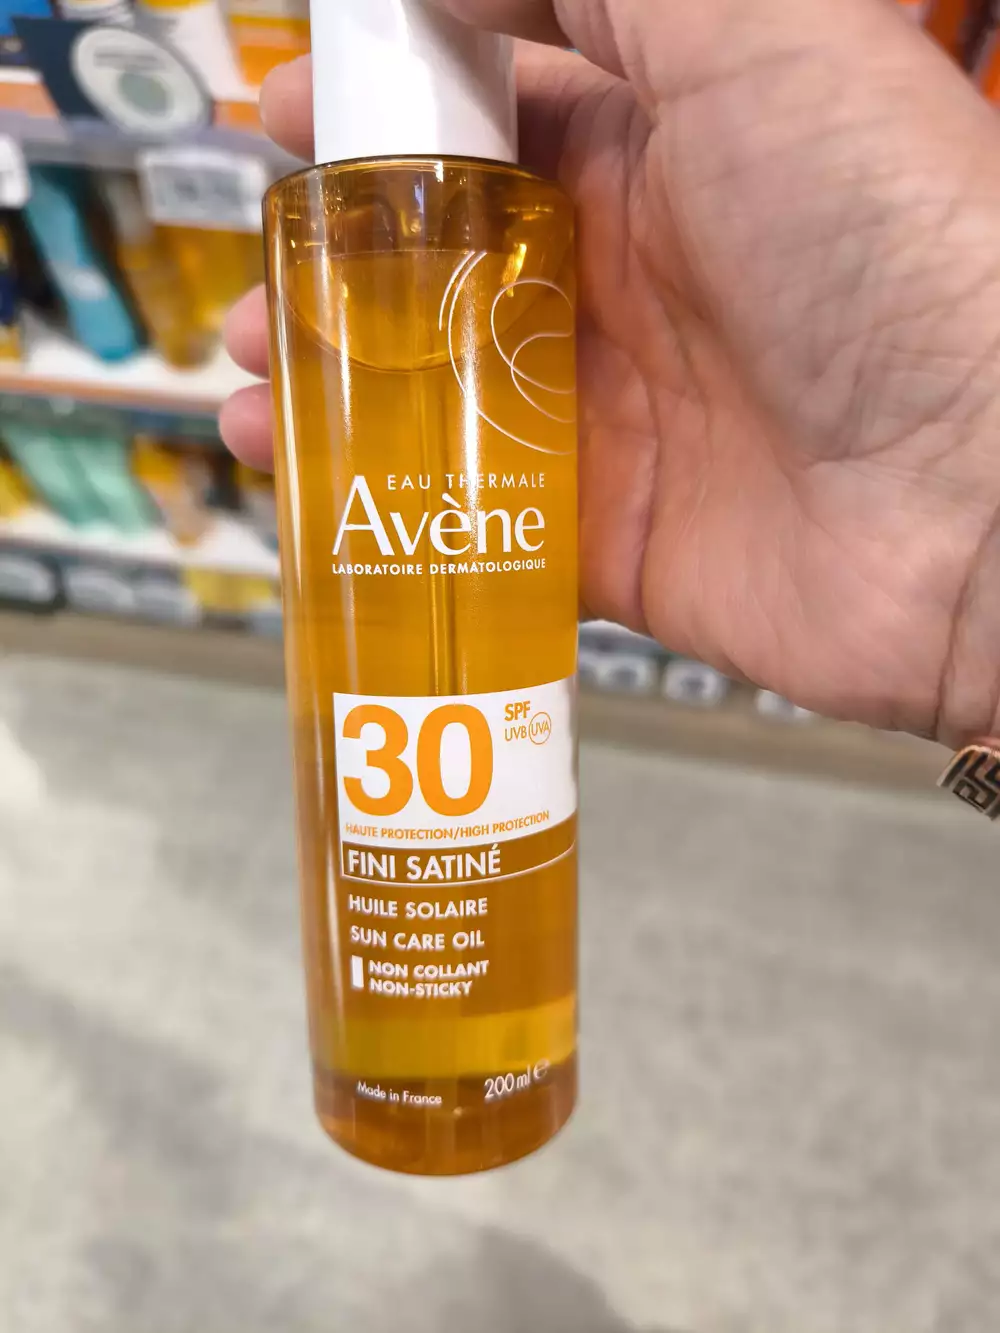 EAU THERMALE
Avène
LABORATOIRE DERMATOLOGIQUE
30 SPF
UVB UVA
HAUTE PROTECTION/HIGH PROTECTION
FINI SATINÉ
HUILE SOLAIRE
SUN CARE OIL
NON COLLANT
NON-STICKY
Made in France
200 ml e